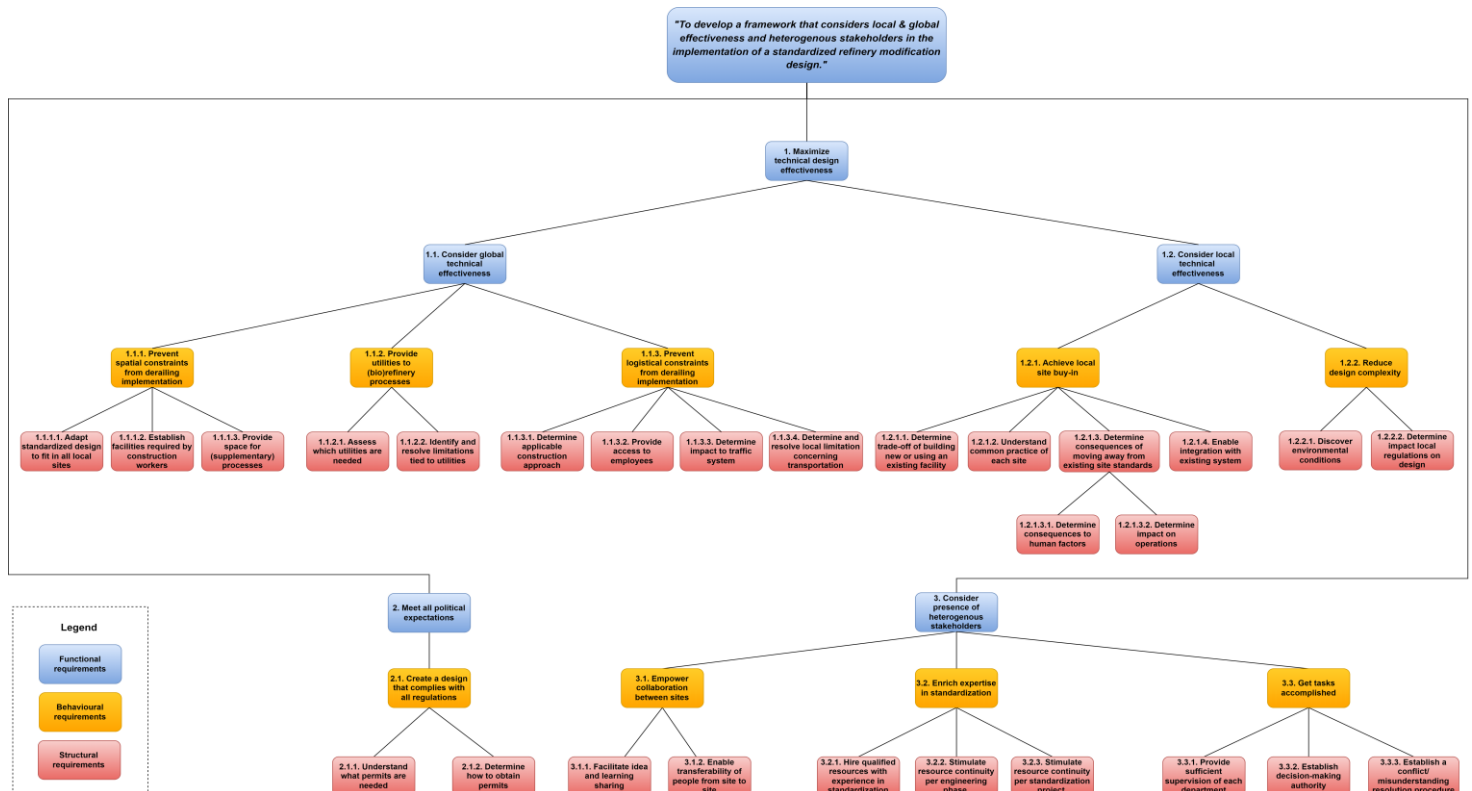 "To develop a framework that considers local & global
effectiveness and heterogenous stakeholders in the
implementation of a standardized refinery modification
design."
1. Maximize
technical design
effectiveness
1.1. Consider global
technical
effectiveness
1.2. Consider local
technical
effectiveness
1.1.1. Prevent
spatial constraints
from derailing
implementation
1.1.2. Provide
utilities to
(bio)refinery
processes
1.1.3. Prevent
logistical constraints
from derailing
implementation
1.2.1. Achieve local
site buy-in
1.2.2. Reduce
design complexity
1.1.1.1. Adapt
standardized design
to fit in all local
sites
1.1.1.2. Establish
facilities required by
construction
workers
1.1.1.3. Provide
space for
(supplementary)
processes
1.1.2.1. Assess
which utilities are
needed
1.1.2.2. Identify and
resolve limitations
tied to utilities
1.1.3.1. Determine
applicable
construction
approach
1.1.3.2. Provide
access to
employees
1.1.3.3. Determine
impact to traffic
system
1.1.3.4. Determine and
resolve local limitation
concerning
transportation
1.2.1.1. Determine
trade-off of building
new or using an
existing facility
1.2.1.2. Understand
common practice of
each site
1.2.1.3. Determine
consequences of
moving away from
existing site standards
1.2.1.4. Enable
integration with
existing system
1.2.2.1. Discover
environmental
conditions
1.2.2.2. Determine
impact local
regulations on
design
1.2.1.3.1. Determine
consequences to
human factors
1.2.1.3.2. Determine
impact on
operations
2. Meet all political
expectations
3. Consider
presence of
heterogenous
stakeholders
2.1. Create a design
that complies with
all regulations
3.1. Empower
collaboration
between sites
3.2. Enrich expertise
in standardization
3.3. Get tasks
accomplished
2.1.1. Understand
what permits are
needed
2.1.2. Determine
how to obtain
permits
3.1.1. Facilitate
idea and learning
sharing
3.1.2. Enable
transferability of
people from site to
site
3.2.1. Hire qualified
resources with
experience in
standardization
3.2.2. Stimulate
resource continuity
per engineering
phase
3.2.3. Stimulate
resource continuity
per standardization
project
3.3.1. Provide
sufficient
supervision of each
department
3.3.2. Establish
decision-making
authority
3.3.3. Establish a
conflict/
misunderstanding
resolution procedure
Legend
Functional
requirements
Behavioural
requirements
Structural
requirements